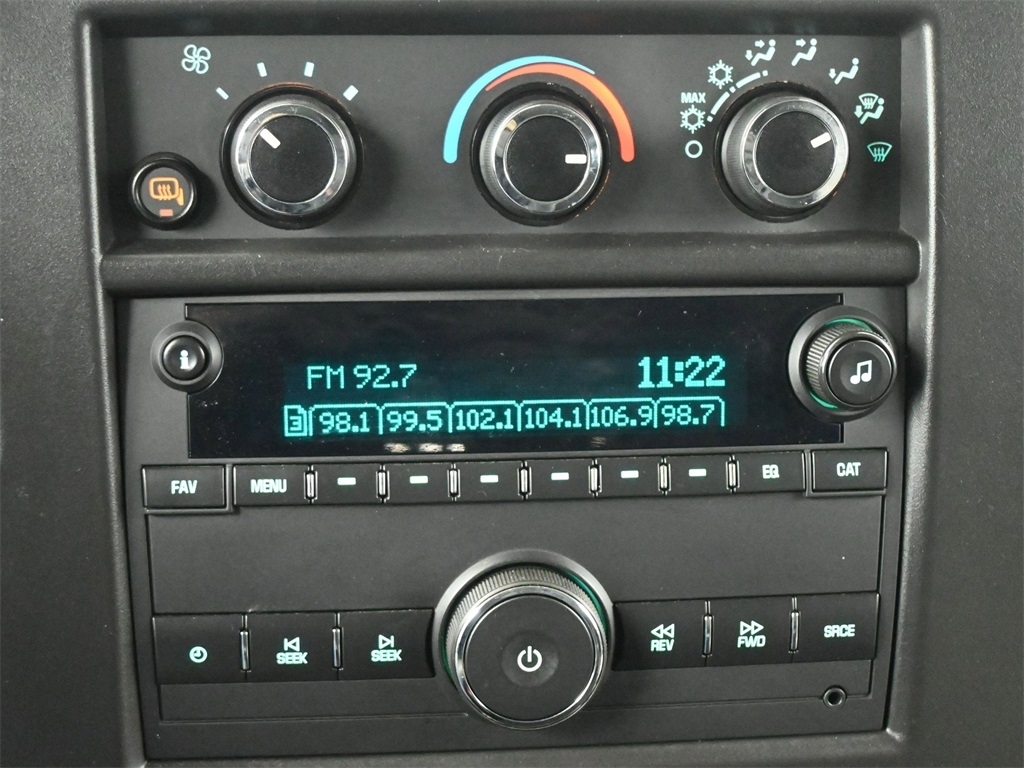 MAX
i
FM 92.7 11:22
3 98.1 99.5 102.1 104.1 106.9 98.7
FAV MENU EQ CAT
SEEK SEEK REV FWD SRCE